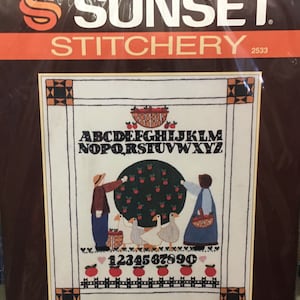 SUNSET®
STITCHERY 2533
ABCDEFGHIJKLM
NOPQRSTUVWXYZ
1234567890